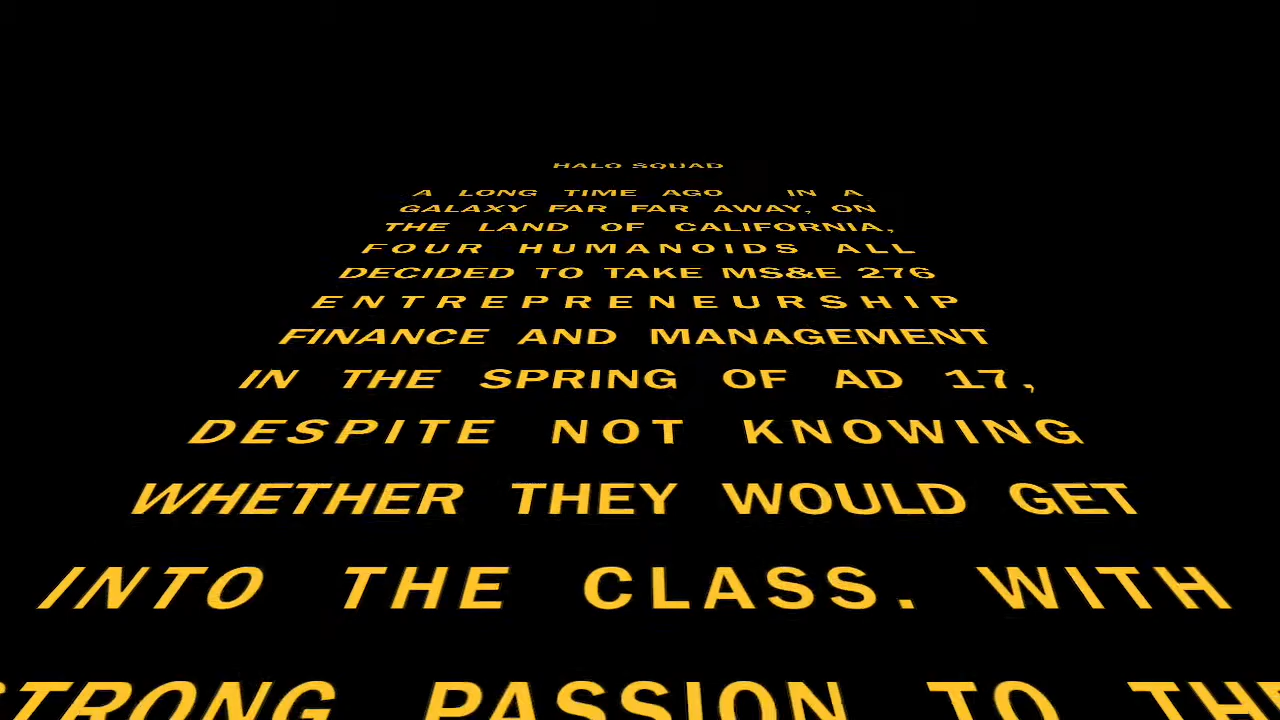 HALO SQUAD
A LONG TIME AGO IN A
GALAXY FAR FAR AWAY, ON
THE LAND OF CALIFORNIA,
FOUR HUMANOIDS ALL
DECIDED TO TAKE MS&E 276
ENTREPRENEURSHIP
FINANCE AND MANAGEMENT
IN THE SPRING OF AD 17,
DESPITE NOT KNOWING
WHETHER THEY WOULD GET
INTO THE CLASS. WITH
STRONG PASSION TO THE